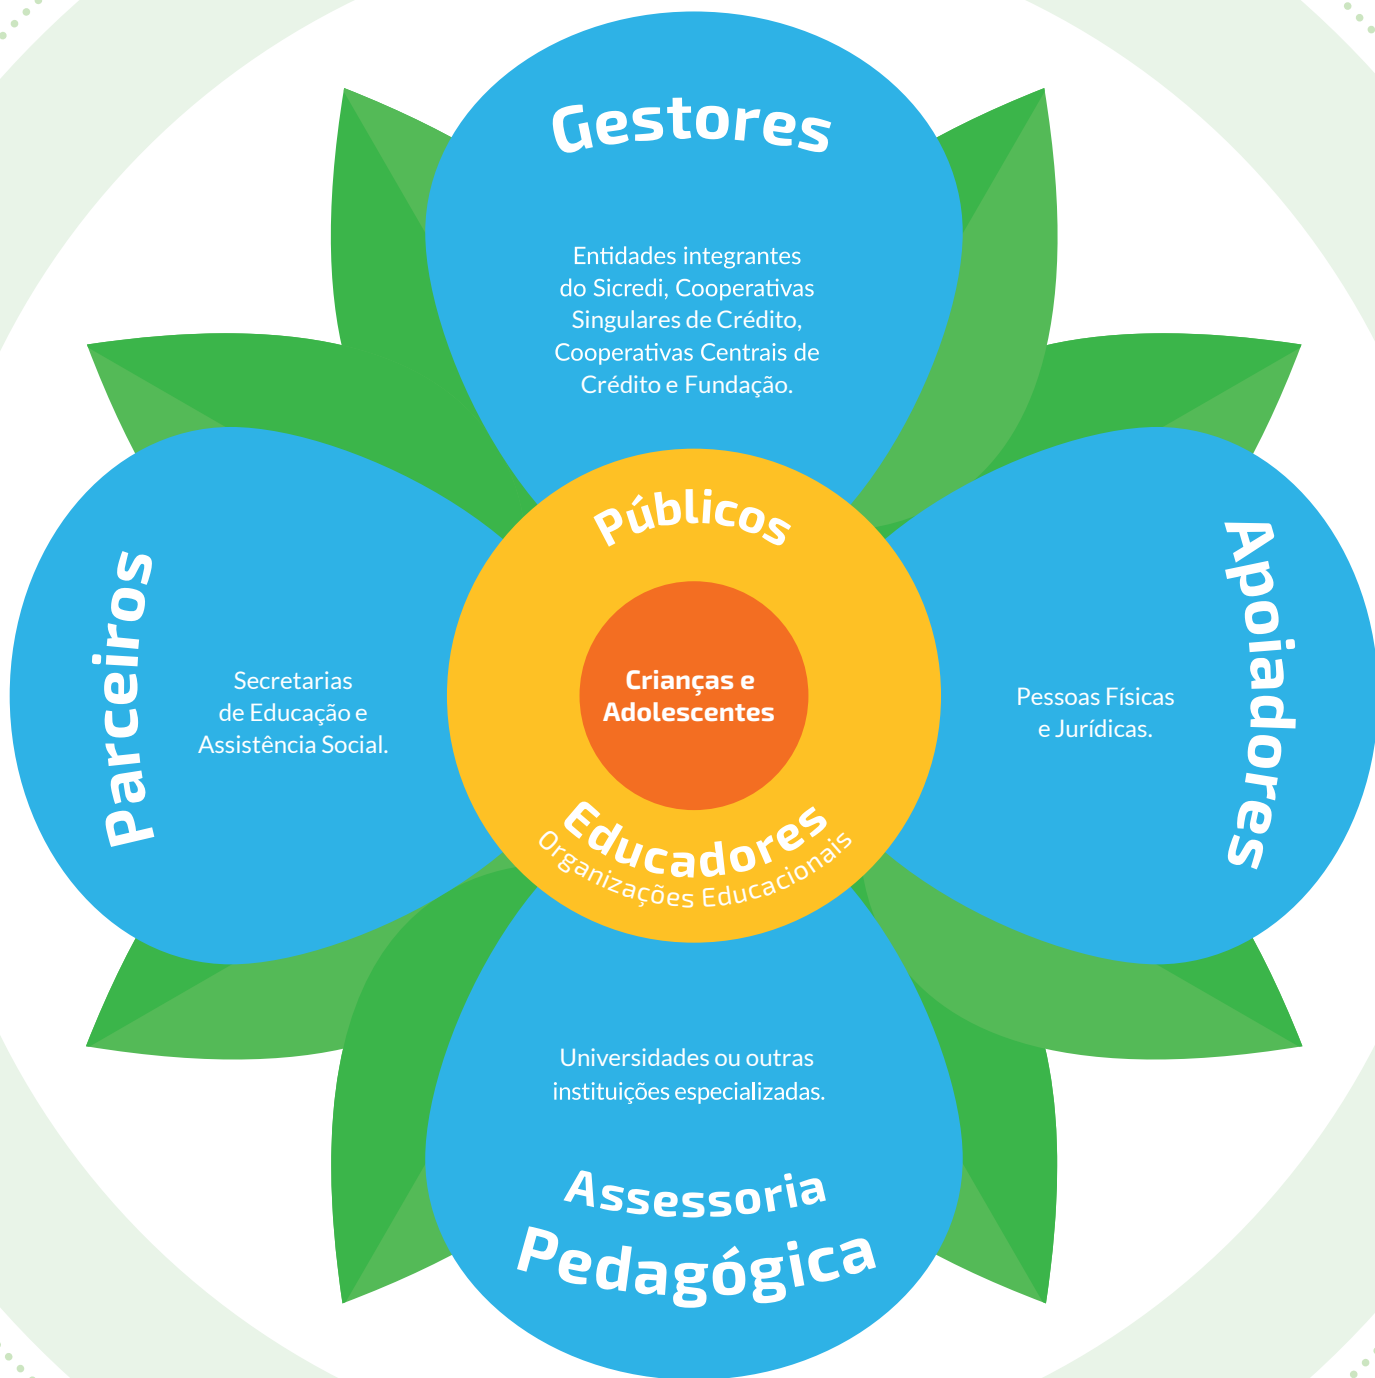 Gestores
Entidades integrantes
do Sicredi, Cooperativas
Singulares de Crédito,
Cooperativas Centrais de
Crédito e Fundação.
Públicos
Crianças e
Adolescentes
Educadores
Organizações Educacionais
Parceiros
Secretarias
de Educação e
Assistência Social.
Pessoas Físicas
e Jurídicas.
Apoiadores
Universidades ou outras
instituições especializadas.
Assessoria
Pedagógica